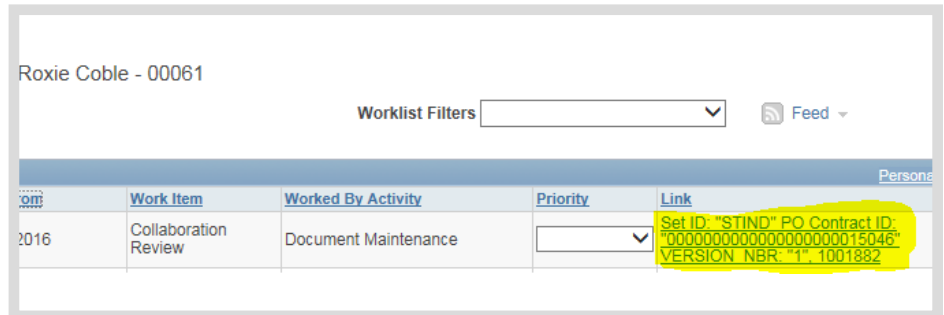 Roxie Coble - 00061
Worklist Filters
Feed
Persona
rom Work Item Worked By Activity Priority Link
2016 Collaboration Review Document Maintenance Set ID: "STIND" PO Contract ID:
"0000000000000000000015046"
VERSION_NBR: "1", 1001882